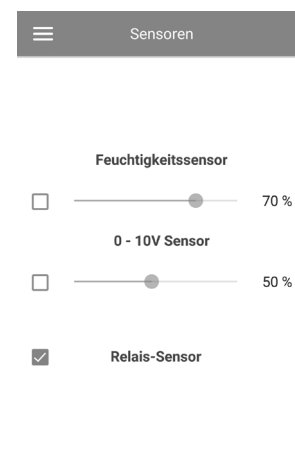 Sensoren
Feuchtigkeitssensor
70 %
0 - 10V Sensor
50 %
Relais-Sensor